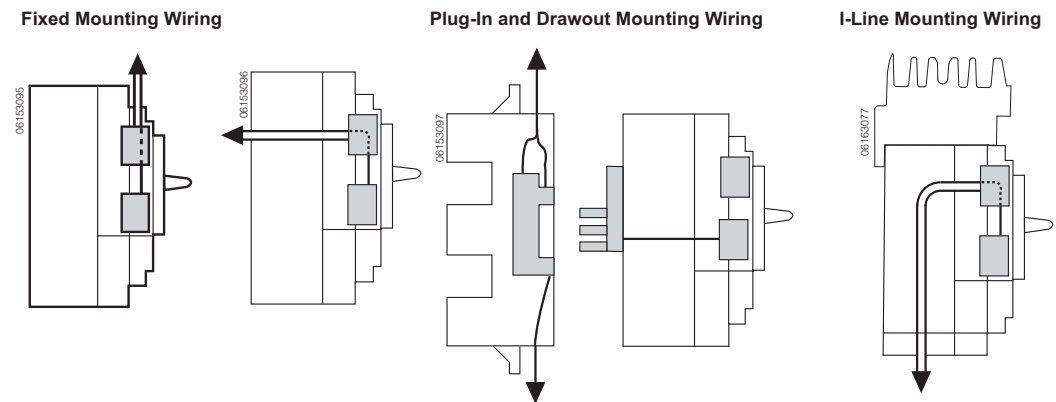 Fixed Mounting Wiring
Plug-In and Drawout Mounting Wiring
I-Line Mounting Wiring
06153095
06153096
06153097
06163077